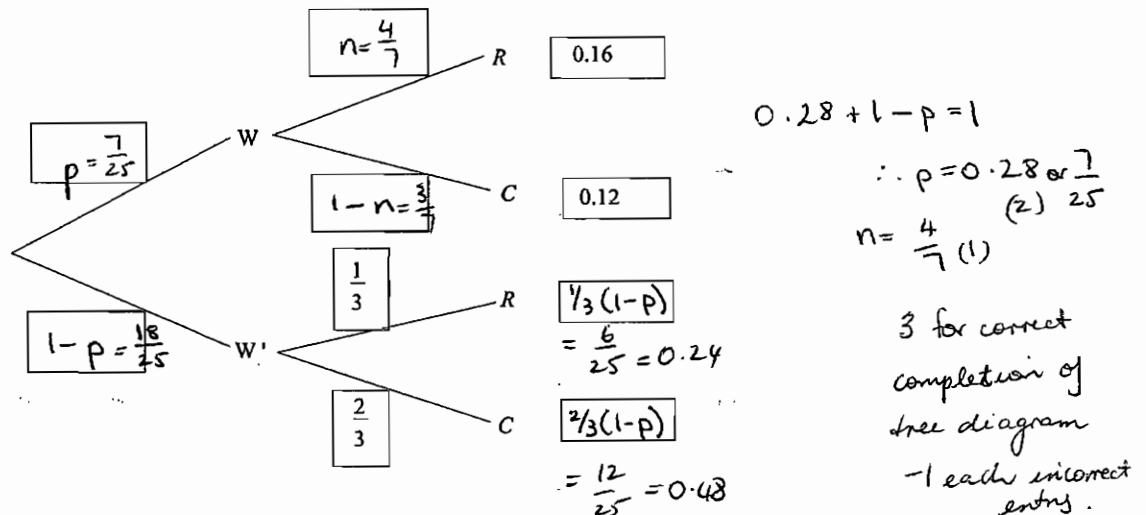 n = 4/7
R
0.16
p = 7/25
W
1 - n = 3/7
C
0.12
1/3
R
1/3 (1-p)
= 6/25 = 0.24
1 - p = 18/25
W'
2/3
C
2/3 (1-p)
= 12/25 = 0.48
0.28 + 1 - p = 1
∴ p = 0.28 or 7/25
(2)
n = 4/7 (1)
3 for correct
completion of
tree diagram
-1 each incorrect
entry.